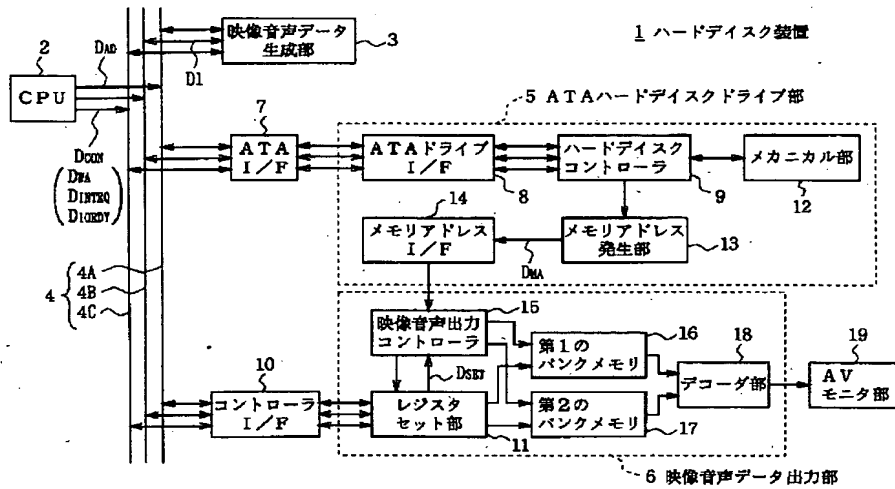 1 ハードディスク装置
2
CPU
DAD
映像音声データ
生成部
3
D1
DCON
DWA
DINTRQ
DIORDY
4
4A
4B
4C
5 ATAハードディスクドライブ部
7
ATA
I/F
ATAドライブ
I/F
8
ハードディスク
コントローラ
9
メカニカル部
12
14
メモリアドレス
I/F
DMA
メモリアドレス
発生部
13
15
映像音声出力
コントローラ
DSET
10
コントローラ
I/F
レジスタ
セット部
11
16
第1の
バンクメモリ
第2の
バンクメモリ
17
18
デコーダ部
19
AV
モニタ部
6 映像音声データ出力部